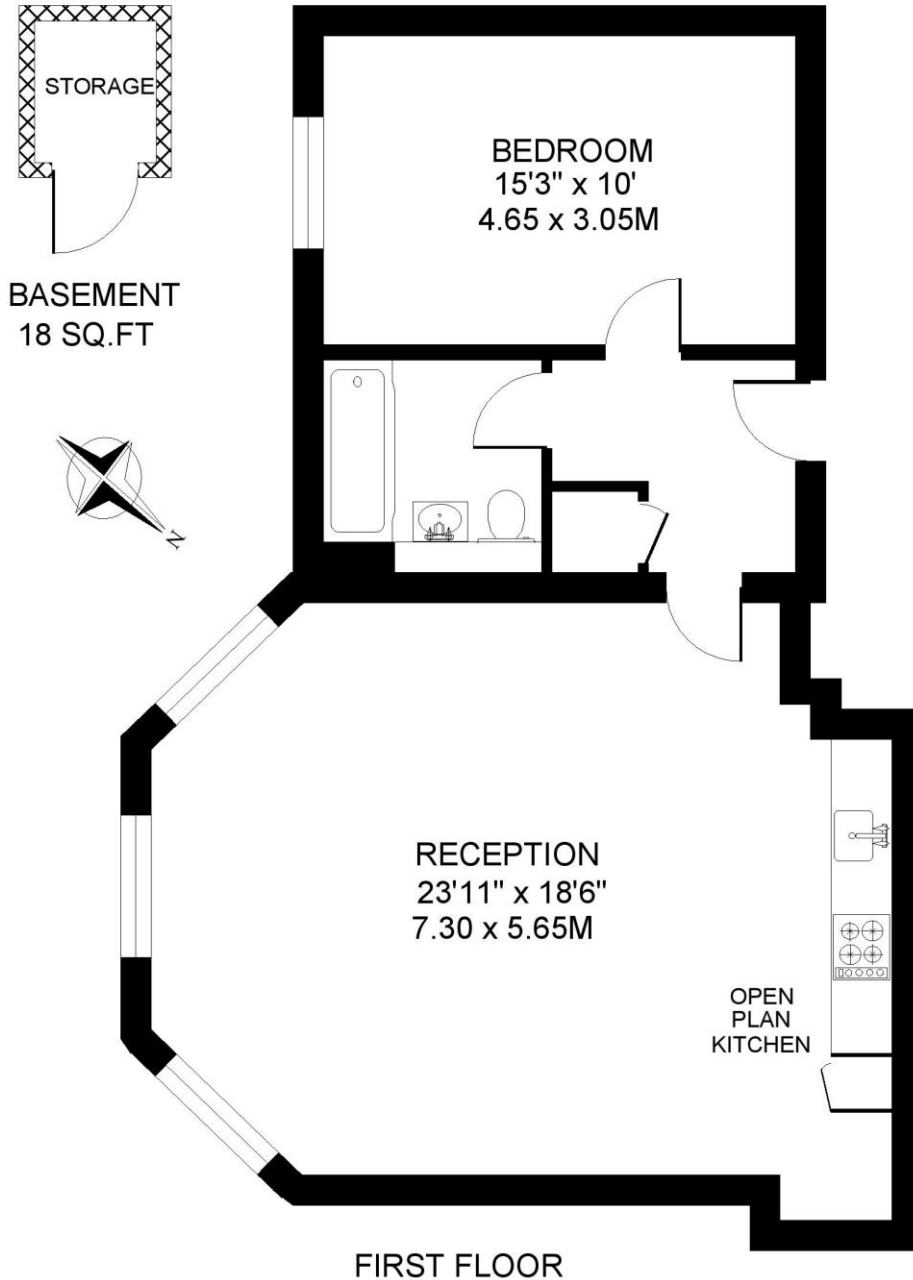 STORAGE
BASEMENT
18 SQ.FT
N
BEDROOM
15'3" x 10'
4.65 x 3.05M
RECEPTION
23'11" x 18'6"
7.30 x 5.65M
OPEN
PLAN
KITCHEN
FIRST FLOOR